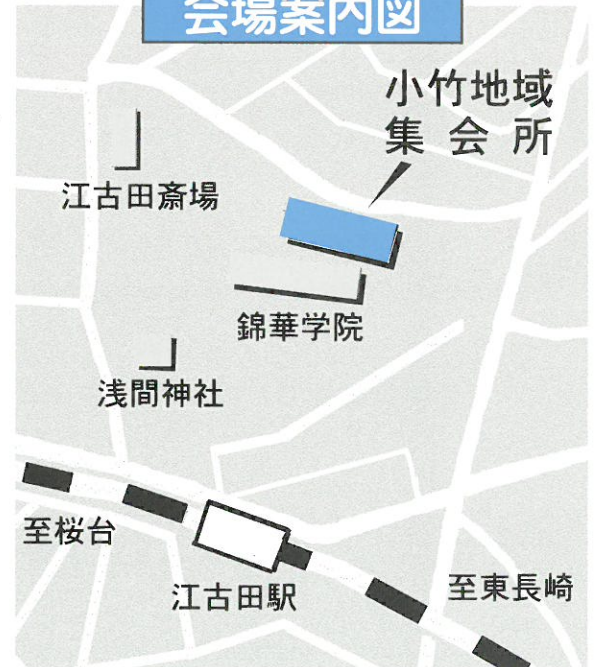 会場案内図
小竹地域
集会所
江古田斎場
錦華学院
浅間神社
至桜台
江古田駅
至東長崎